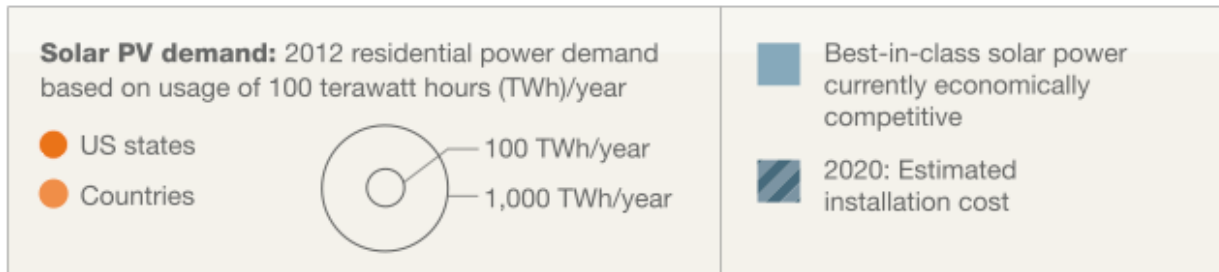 Solar PV demand: 2012 residential power demand
based on usage of 100 terawatt hours (TWh)/year
US states
Countries
100 TWh/year
1,000 TWh/year
Best-in-class solar power
currently economically
competitive
2020: Estimated
installation cost